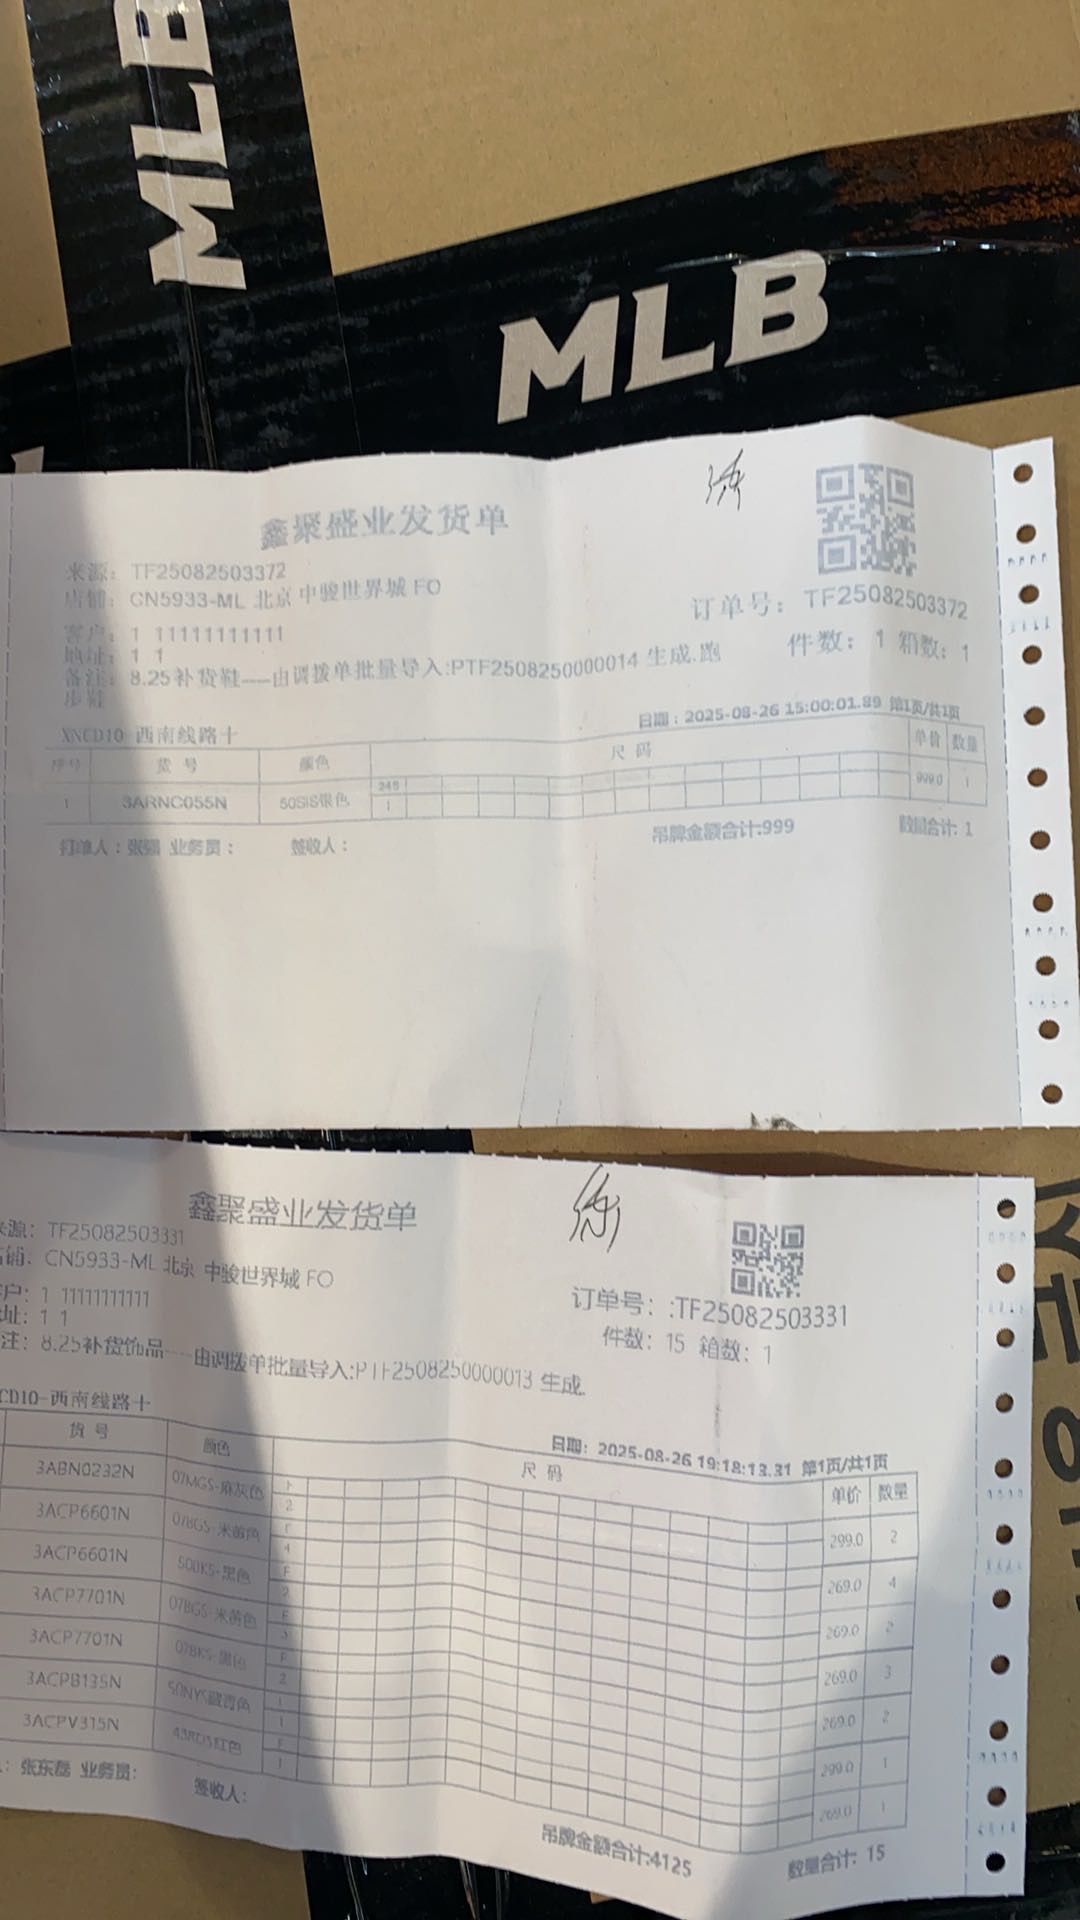 MLB
MLB
鑫聚盛业发货单
来源：TF25082503372
店铺：CN5933-ML 北京 中骏世界城 FO
订单号：TF25082503372
客户：1 11111111111
地址：1 1
件数：1 箱数：1
备注：8.25补货鞋----由调拨单批量导入:PTF2508250000014 生成.跑
步鞋
日期：2025-08-26 15:00:01.89 第1页/共1页
XNCD10-西南线路十
序号 货号 颜色 尺码 单价 数量
245
1 3ARNC055N 50SIS银色 1 999.0 1
打单人：张强 业务员： 签收人： 吊牌金额合计:999 数量合计: 1
鑫聚盛业发货单
来源：TF25082503331
店铺：CN5933-ML 北京 中骏世界城 FO
订单号：:TF25082503331
户：1 11111111111
址：1 1
件数：15 箱数：1
注：8.25补货饰品----由调拨单批量导入:PTF2508250000013 生成.
CD10-西南线路十
日期：2025-08-26 19:18:13.31 第1页/共1页
货号 颜色 尺码 单价 数量
3ABN0232N 07MGS-麻灰色 F 2 299.0 2
3ACP6601N 07BGS-米黄色 F 4 269.0 4
3ACP6601N 50BKS-黑色 F 2 269.0 2
3ACP7701N 07BGS-米黄色 F 3 269.0 3
3ACP7701N 07BKS-黑色 F 2 269.0 2
3ACPB135N 50NYS藏青色 1 299.0 1
3ACPV315N 43RDS红色 F 1 269.0 1
：张东磊 业务员： 签收人： 吊牌金额合计:4125 数量合计: 15